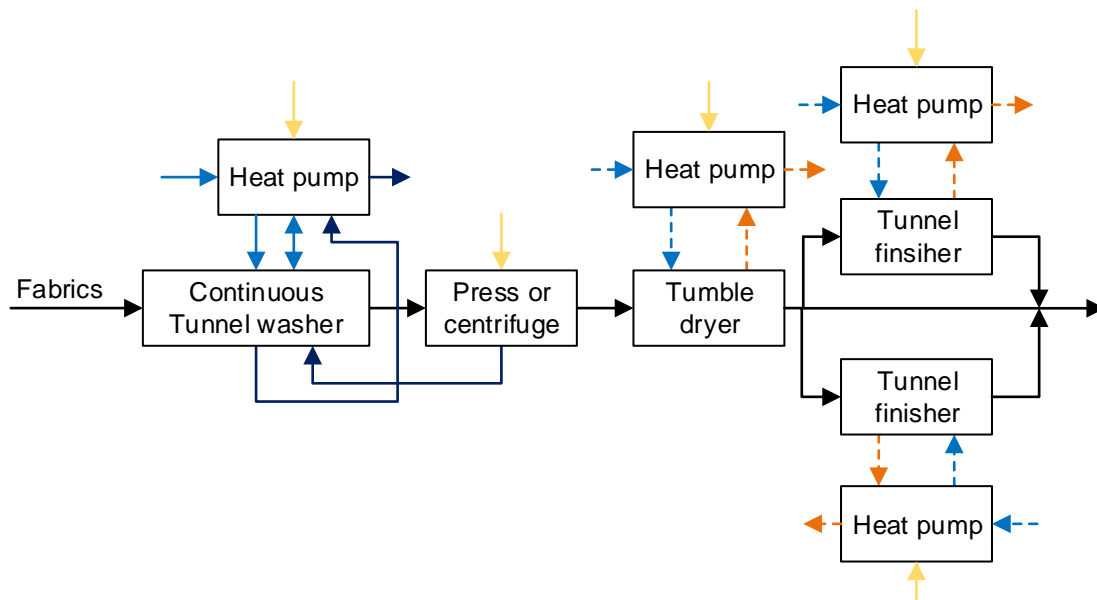 Heat pump
Heat pump
Heat pump
Tunnel
finsiher
Fabrics
Continuous
Tunnel washer
Press or
centrifuge
Tumble
dryer
Tunnel
finisher
Heat pump